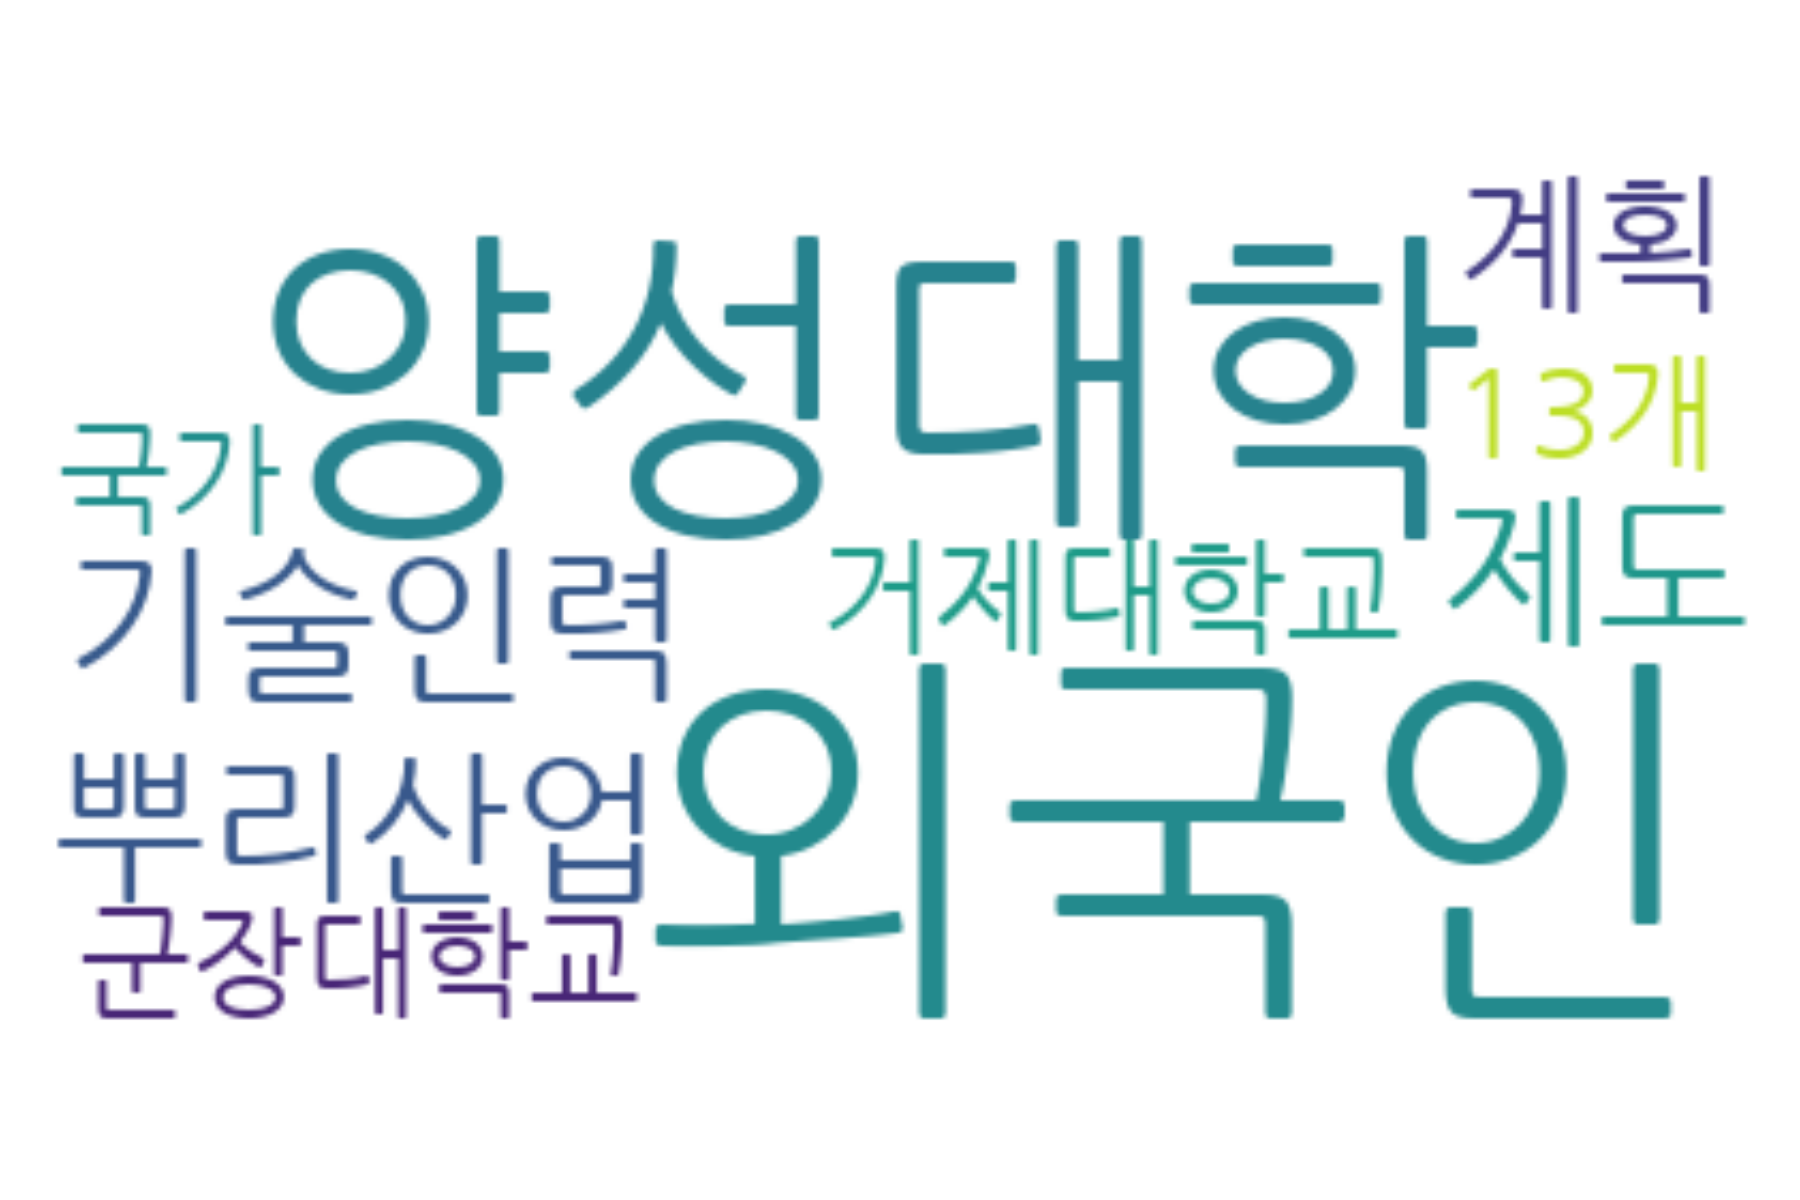 계획
양성대학
13개
국가
제도
기술인력
거제대학교
외국인
뿌리산업
군장대학교